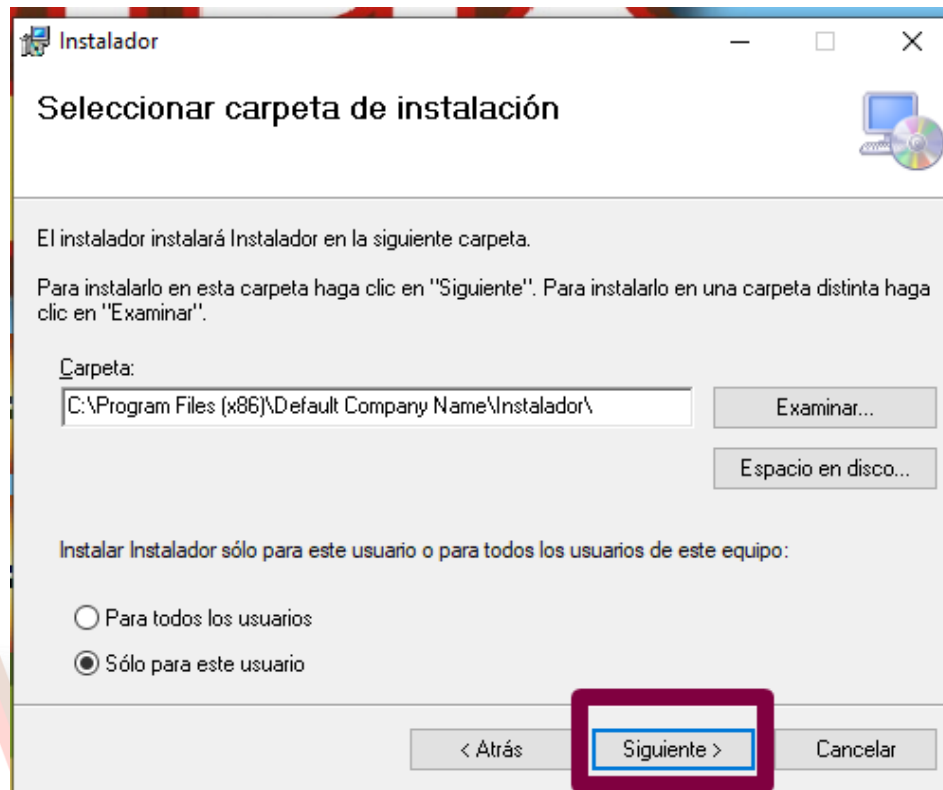 Instalador
Seleccionar carpeta de instalación
El instalador instalará Instalador en la siguiente carpeta.
Para instalarlo en esta carpeta haga clic en "Siguiente". Para instalarlo en una carpeta distinta haga
clic en "Examinar".
Carpeta:
C:\Program Files (x86)\Default Company Name\Instalador\
Examinar...
Espacio en disco...
Instalar Instalador sólo para este usuario o para todos los usuarios de este equipo:
Para todos los usuarios
Sólo para este usuario
< Atrás
Siguiente >
Cancelar